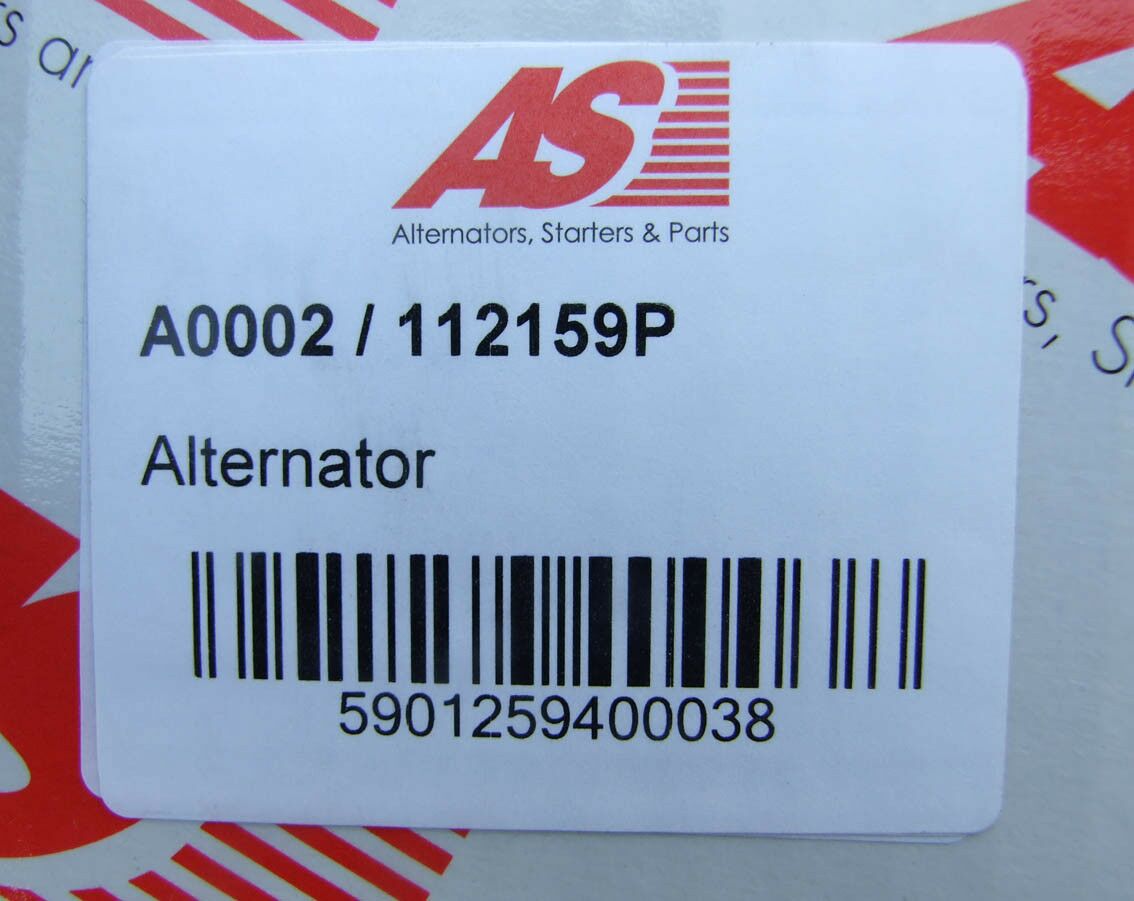 AS
Alternators, Starters & Parts
A0002 / 112159P
Alternator
5901259400038